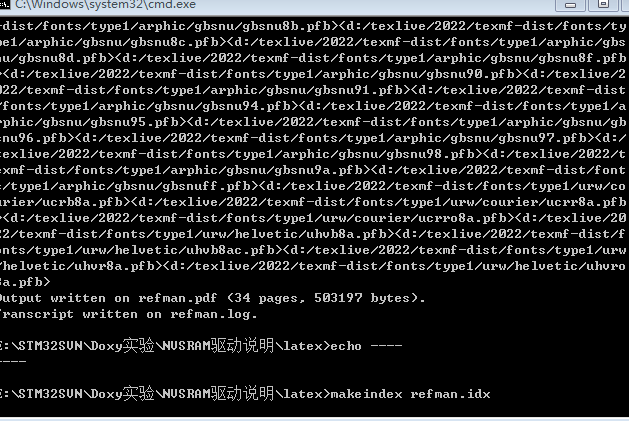 C:\Windows\system32\cmd.exe
-dist/fonts/type1/arphic/gbsnu/gbsnu8b.pfb><d:/texlive/2022/texmf-dist/fonts/ty
pe1/arphic/gbsnu/gbsnu8c.pfb><d:/texlive/2022/texmf-dist/fonts/type1/arphic/gbs
nu/gbsnu8d.pfb><d:/texlive/2022/texmf-dist/fonts/type1/arphic/gbsnu/gbsnu8f.pfb
><d:/texlive/2022/texmf-dist/fonts/type1/arphic/gbsnu/gbsnu90.pfb><d:/texlive/2
022/texmf-dist/fonts/type1/arphic/gbsnu/gbsnu91.pfb><d:/texlive/2022/texmf-dist
/fonts/type1/arphic/gbsnu/gbsnu94.pfb><d:/texlive/2022/texmf-dist/fonts/type1/a
rphic/gbsnu/gbsnu95.pfb><d:/texlive/2022/texmf-dist/fonts/type1/arphic/gbsnu/gb
snu96.pfb><d:/texlive/2022/texmf-dist/fonts/type1/arphic/gbsnu/gbsnu97.pfb><d:/
texlive/2022/texmf-dist/fonts/type1/arphic/gbsnu/gbsnu98.pfb><d:/texlive/2022/t
exmf-dist/fonts/type1/arphic/gbsnu/gbsnu9a.pfb><d:/texlive/2022/texmf-dist/font
s/type1/arphic/gbsnu/gbsnuff.pfb><d:/texlive/2022/texmf-dist/fonts/type1/urw/co
urier/ucrb8a.pfb><d:/texlive/2022/texmf-dist/fonts/type1/urw/courier/ucrr8a.pfb
><d:/texlive/2022/texmf-dist/fonts/type1/urw/courier/ucrro8a.pfb><d:/texlive/20
22/texmf-dist/fonts/type1/urw/helvetic/uhvb8a.pfb><d:/texlive/2022/texmf-dist/f
onts/type1/urw/helvetic/uhvb8ac.pfb><d:/texlive/2022/texmf-dist/fonts/type1/urw
/helvetic/uhvr8a.pfb><d:/texlive/2022/texmf-dist/fonts/type1/urw/helvetic/uhvro
8a.pfb>
Output written on refman.pdf (34 pages, 503197 bytes).
Transcript written on refman.log.
E:\STM32SVN\Doxy实验\NVSRAM驱动说明\latex>echo ----
----
E:\STM32SVN\Doxy实验\NVSRAM驱动说明\latex>makeindex refman.idx